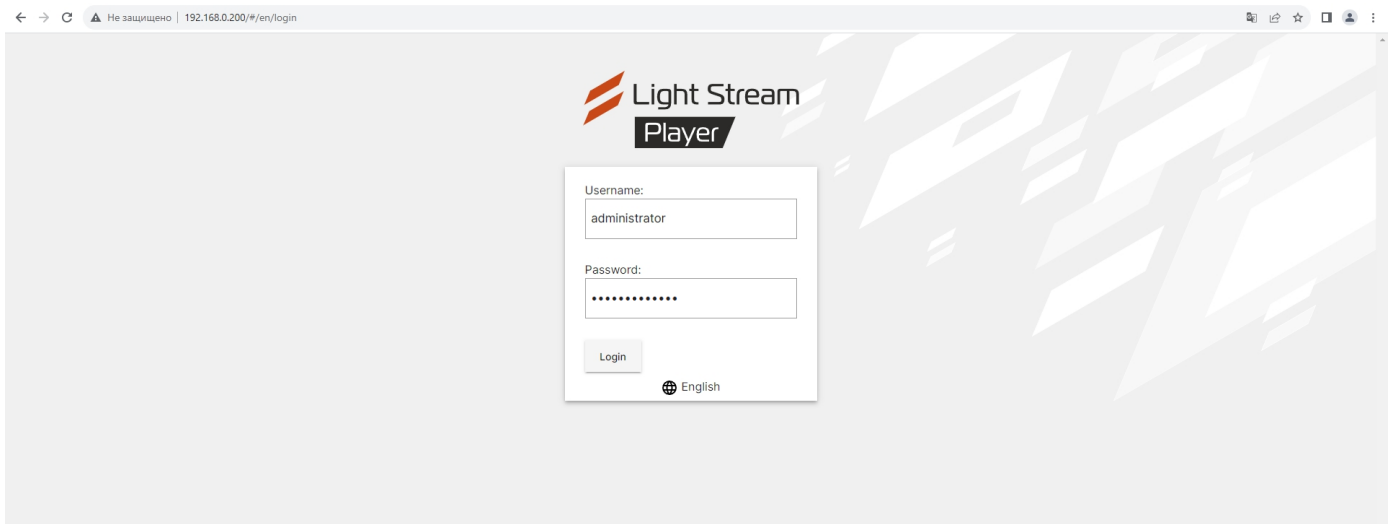 Не защищено | 192.168.0.200/#/en/login
Light Stream
Player
Username:
administrator
Password:
•••••••••••••
Login
English